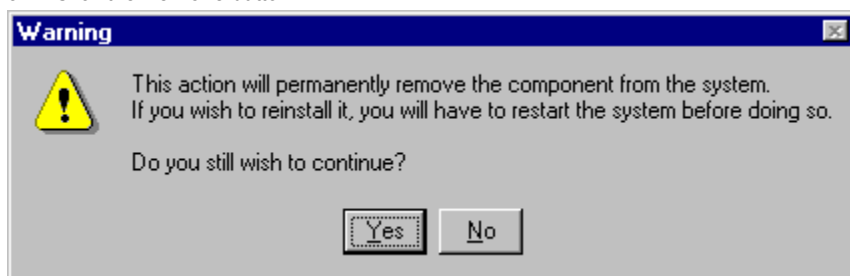 Warning
This action will permanently remove the component from the system.
If you wish to reinstall it, you will have to restart the system before doing so.
Do you still wish to continue?
Yes No